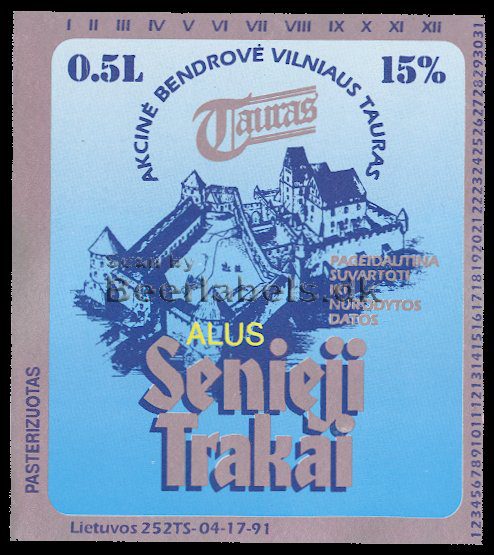 I II III IV V VI VII VIII IX X XI XII
0.5L
15%
AKCINĖ BENDROVĖ VILNIAUS TAURAS
Tauras
Scan by
Beerlabels.dk
PAGEIDAUTINA
SUVARTOTI
IKI
NURODYTOS
DATOS
ALUS
Senieji
Trakai
PASTERIZUOTAS
Lietuvos 252TS-04-17-91
12345678910111213141516171819202122232425262728293031